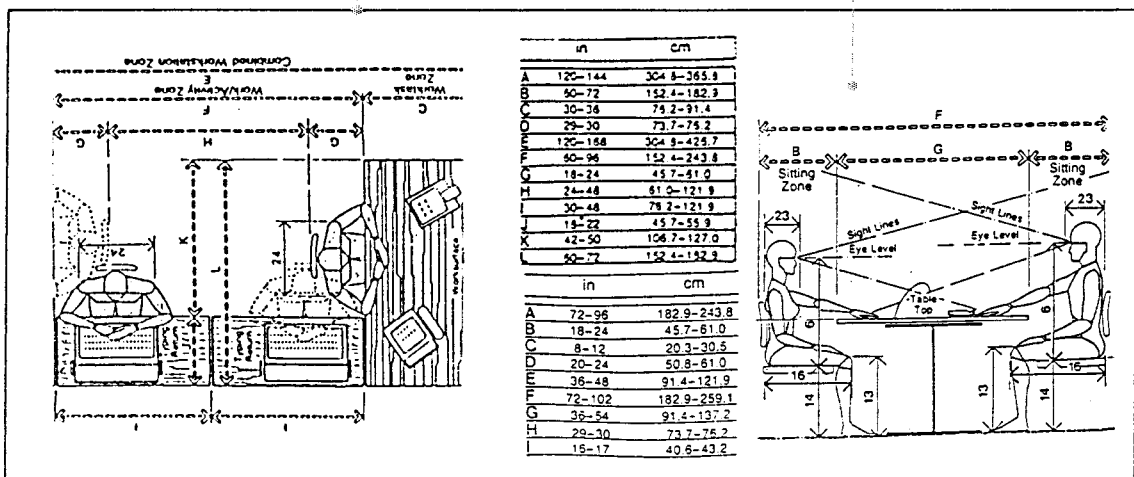 Combined Workstation Zone
E
Work/Activity Zone
Worktask Zone
F
C
G H G
K
L
24
24
Return
Return
Worksurface
I I
in cm
A 120-144 304.8-365.8
B 60-72 152.4-182.9
C 30-36 76.2-91.4
D 29-30 73.7-76.2
E 120-168 304.8-426.7
F 60-96 152.4-243.8
G 18-24 45.7-61.0
H 24-48 61.0-121.9
I 30-48 76.2-121.9
J 18-22 45.7-55.9
K 42-50 106.7-127.0
L 60-72 152.4-182.9
in cm
A 72-96 182.9-243.8
B 18-24 45.7-61.0
C 8-12 20.3-30.5
D 20-24 50.8-61.0
E 36-48 91.4-121.9
F 72-102 182.9-259.1
G 36-54 91.4-137.2
H 29-30 73.7-76.2
I 16-17 40.6-43.2
F
B G B
Sitting Zone
Sitting Zone
23
23
Sight Lines
Sight Lines
Eye Level
Eye Level
Table Top
6
6
16
16
14
13
13
14